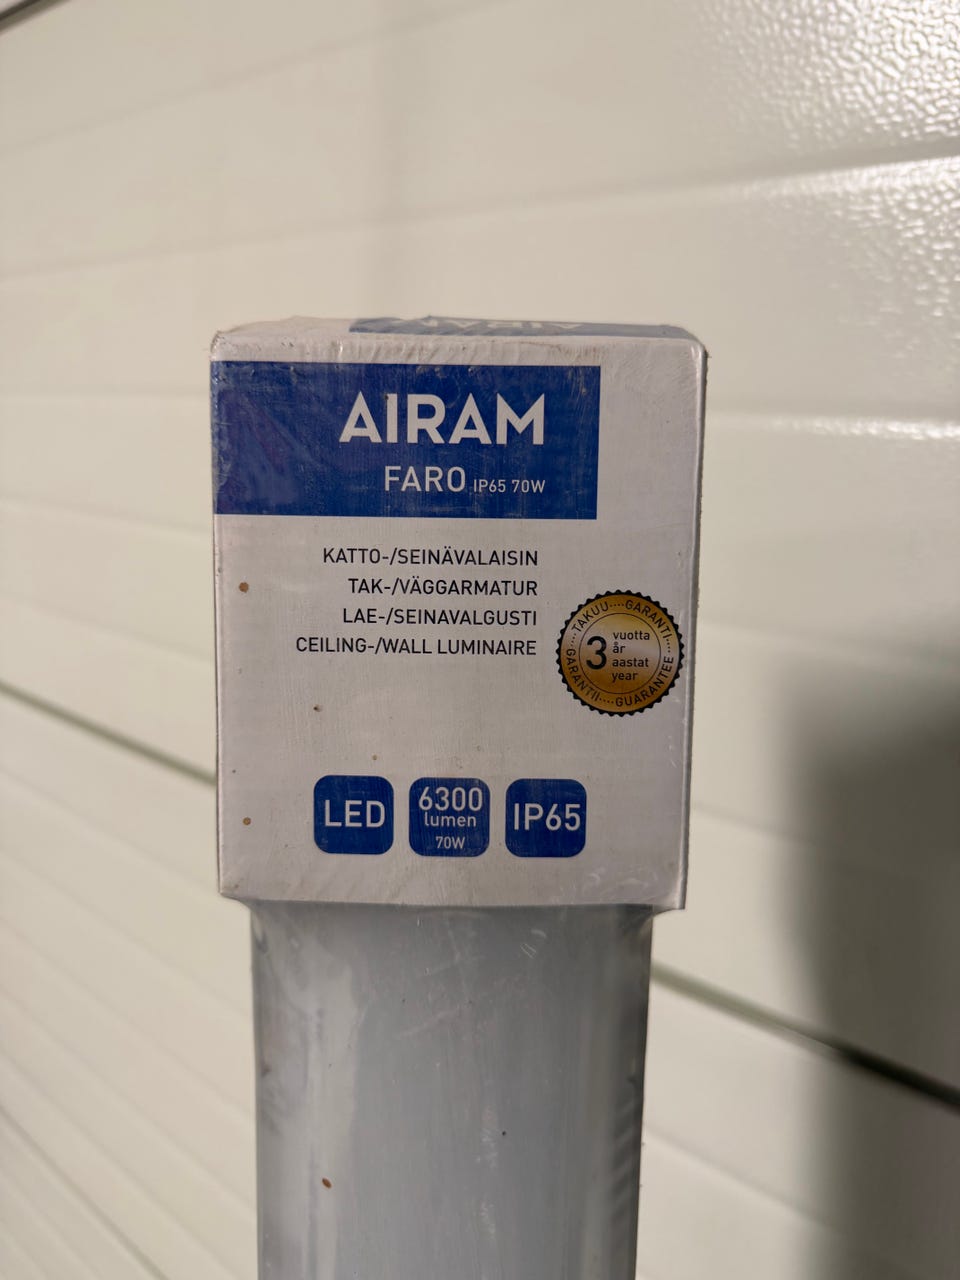 AIRAM
AIRAM
FARO IP65 70W
KATTO-/SEINÄVALAISIN
TAK-/VÄGGARMATUR
LAE-/SEINAVALGUSTI
CEILING-/WALL LUMINAIRE
TAKUU····GARANTI····
3 vuotta
år
aastat
year
GARANTII····GUARANTEE
LED
6300
lumen
70W
IP65